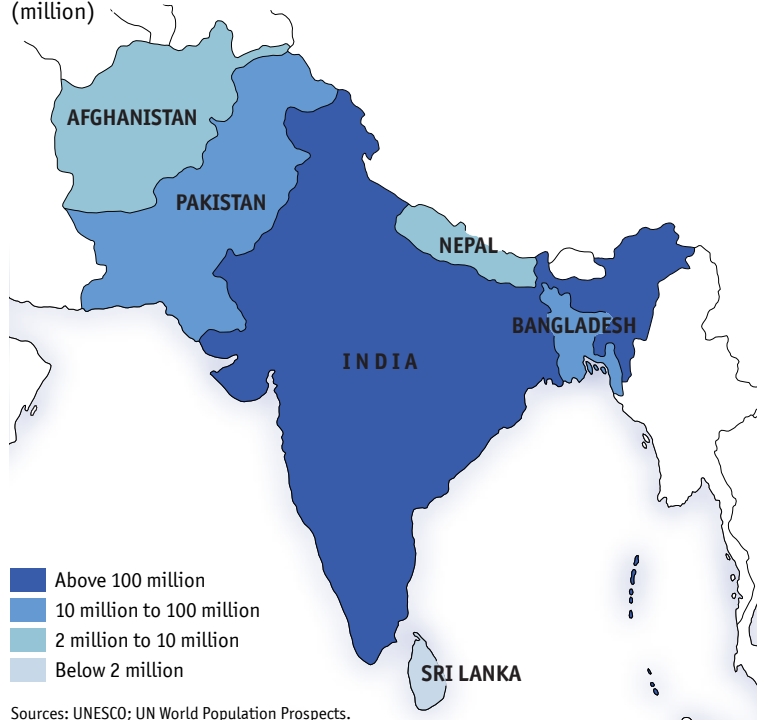 (million)
AFGHANISTAN
PAKISTAN
NEPAL
BANGLADESH
INDIA
Above 100 million
10 million to 100 million
2 million to 10 million
Below 2 million
SRI LANKA
Sources: UNESCO; UN World Population Prospects.